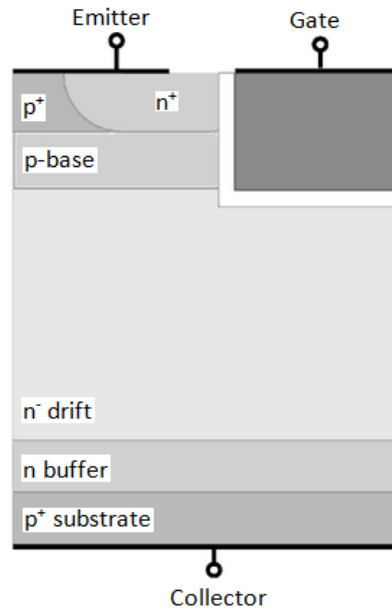 Emitter
Gate
p⁺
n⁺
p-base
n⁻ drift
n buffer
p⁺ substrate
Collector